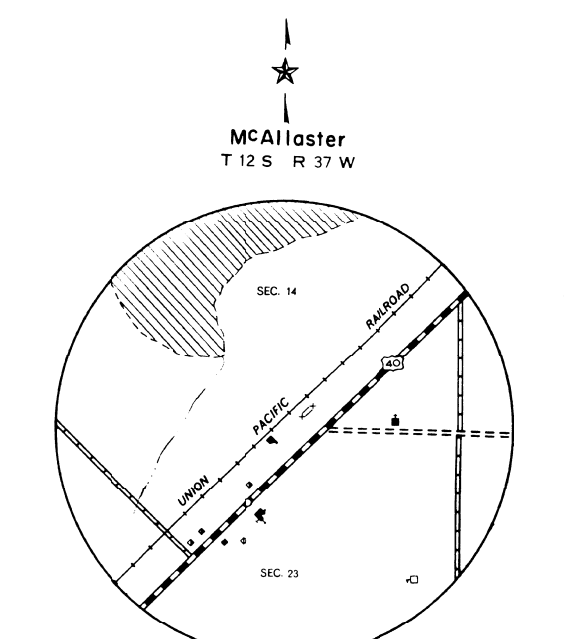 McAllaster
T 12 S R 37 W
SEC. 14
RAILROAD
40
PACIFIC
UNION
SEC. 23